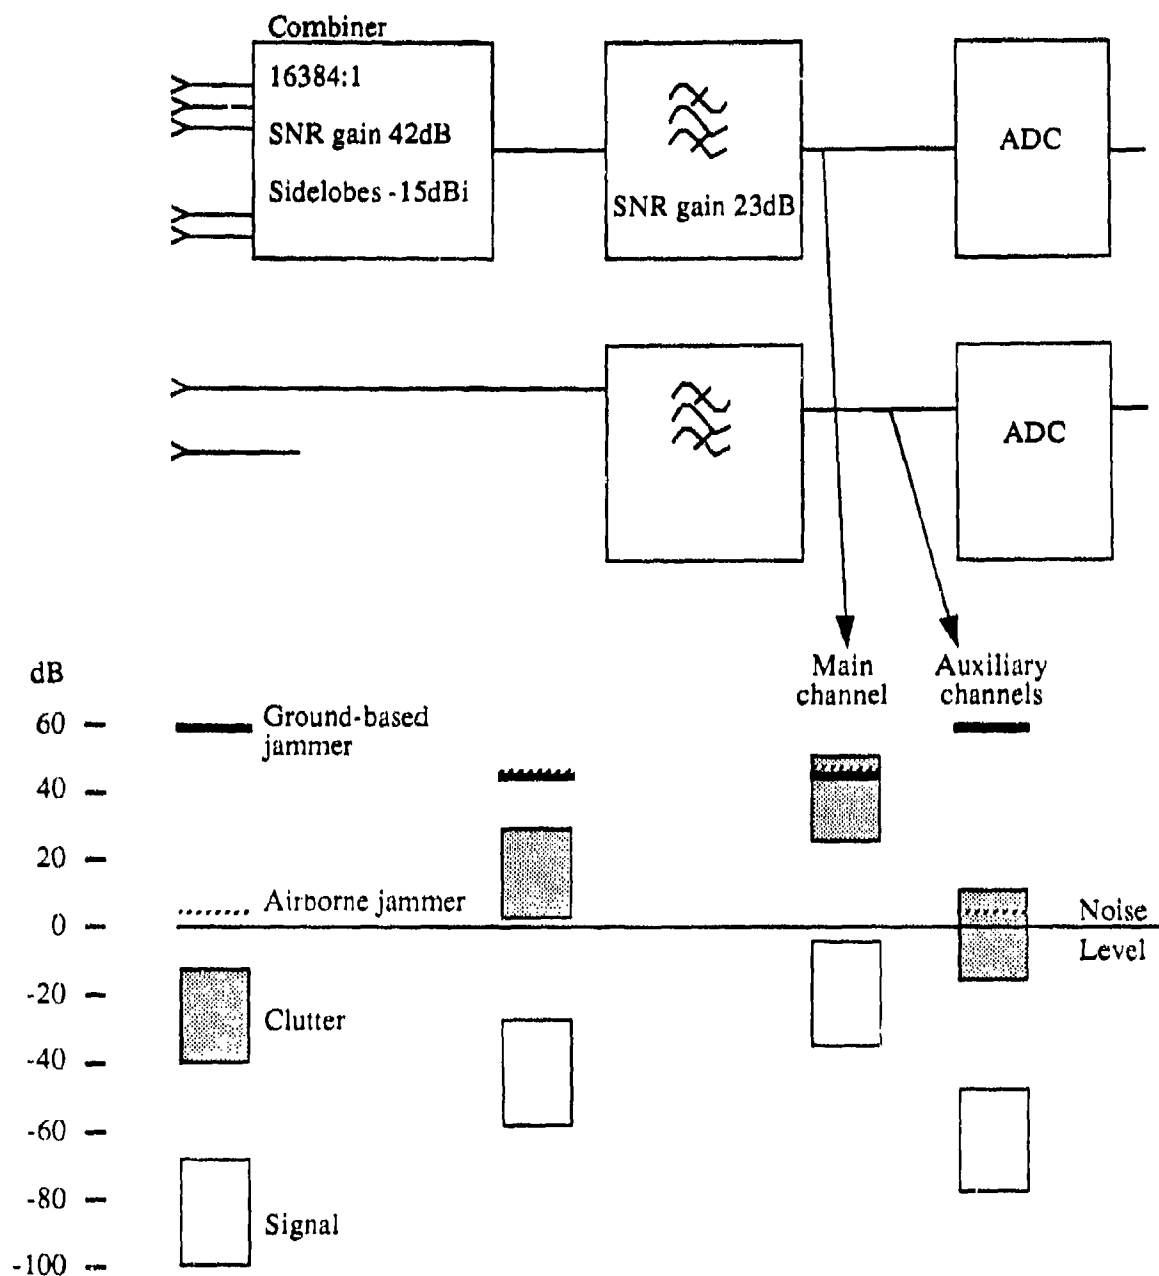 Combiner
16384:1
SNR gain 42dB
Sidelobes -15dBi
SNR gain 23dB
ADC
ADC
dB
Main
channel
Auxiliary
channels
60
Ground-based
jammer
40
20
Airborne jammer
0
Noise
Level
-20
Clutter
-40
-60
-80
Signal
-100